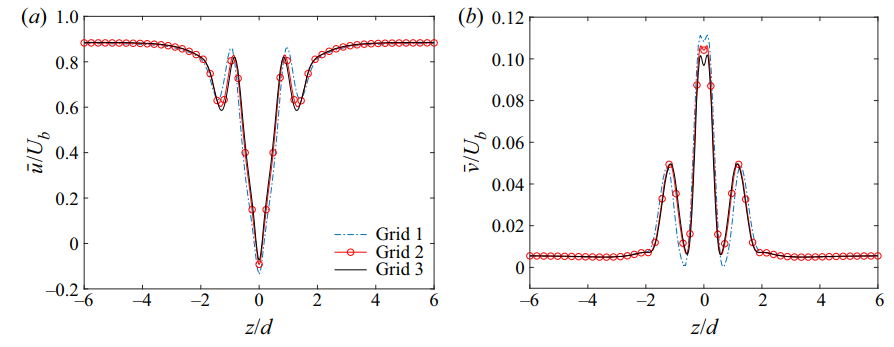 (a)
1.0
0.8
0.6
0.4
0.2
0
–0.2
ū/U_b
–6 –4 –2 0 2 4 6
z/d
Grid 1
Grid 2
Grid 3
(b)
0.12
0.10
0.08
0.06
0.04
0.02
0
v̄/U_b
–6 –4 –2 0 2 4 6
z/d